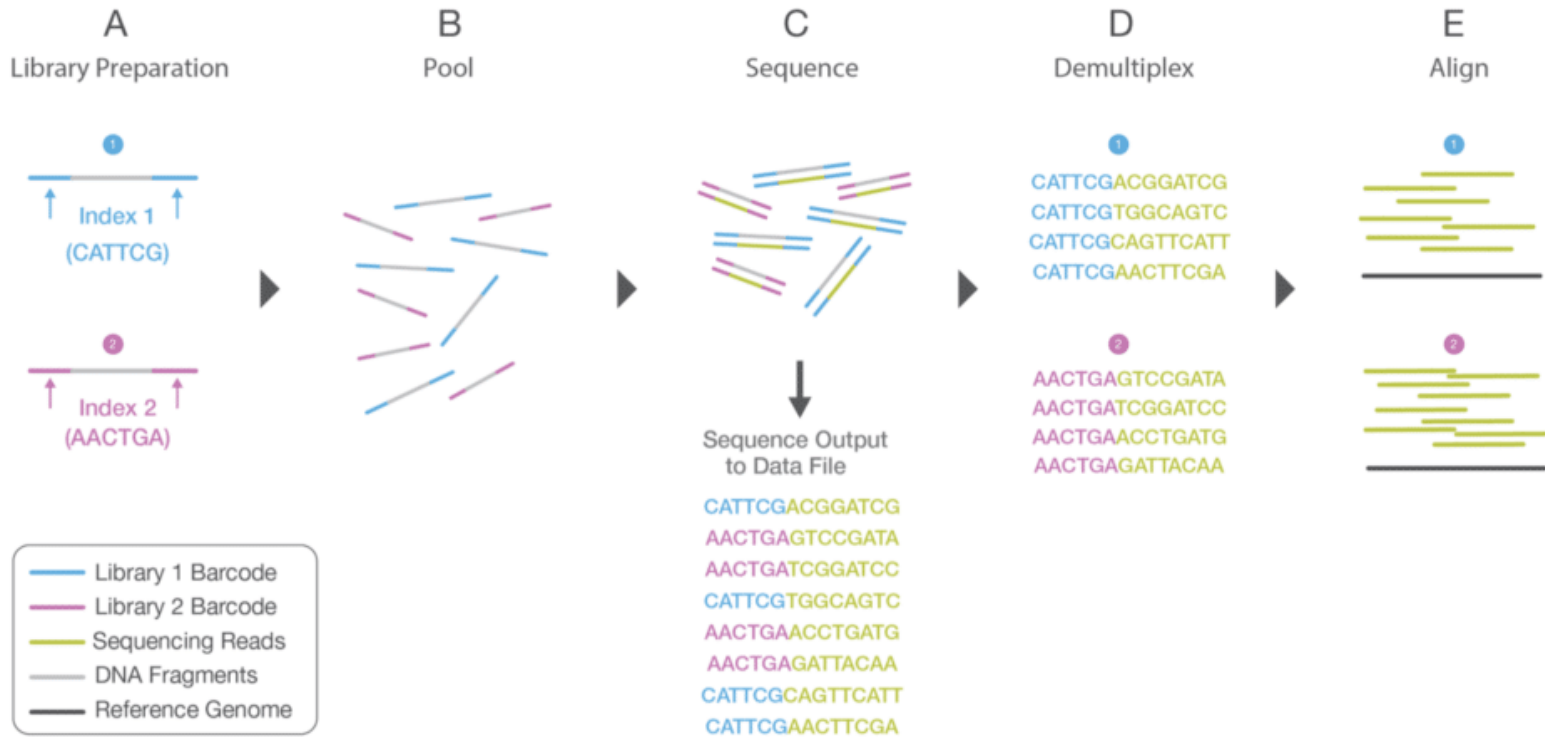 A
Library Preparation
1
Index 1
(CATTCG)
2
Index 2
(AACTGA)
Library 1 Barcode
Library 2 Barcode
Sequencing Reads
DNA Fragments
Reference Genome
B
Pool
C
Sequence
Sequence Output
to Data File
CATTCGACGGATCG
AACTGAGTCCGATA
AACTGATCGGATCC
CATTCGTGGCAGTC
AACTGAACCTGATG
AACTGAGATTACAA
CATTCGCAGTTCATT
CATTCGAACTTCGA
D
Demultiplex
1
CATTCGACGGATCG
CATTCGTGGCAGTC
CATTCGCAGTTCATT
CATTCGAACTTCGA
2
AACTGAGTCCGATA
AACTGATCGGATCC
AACTGAACCTGATG
AACTGAGATTACAA
E
Align
1
2